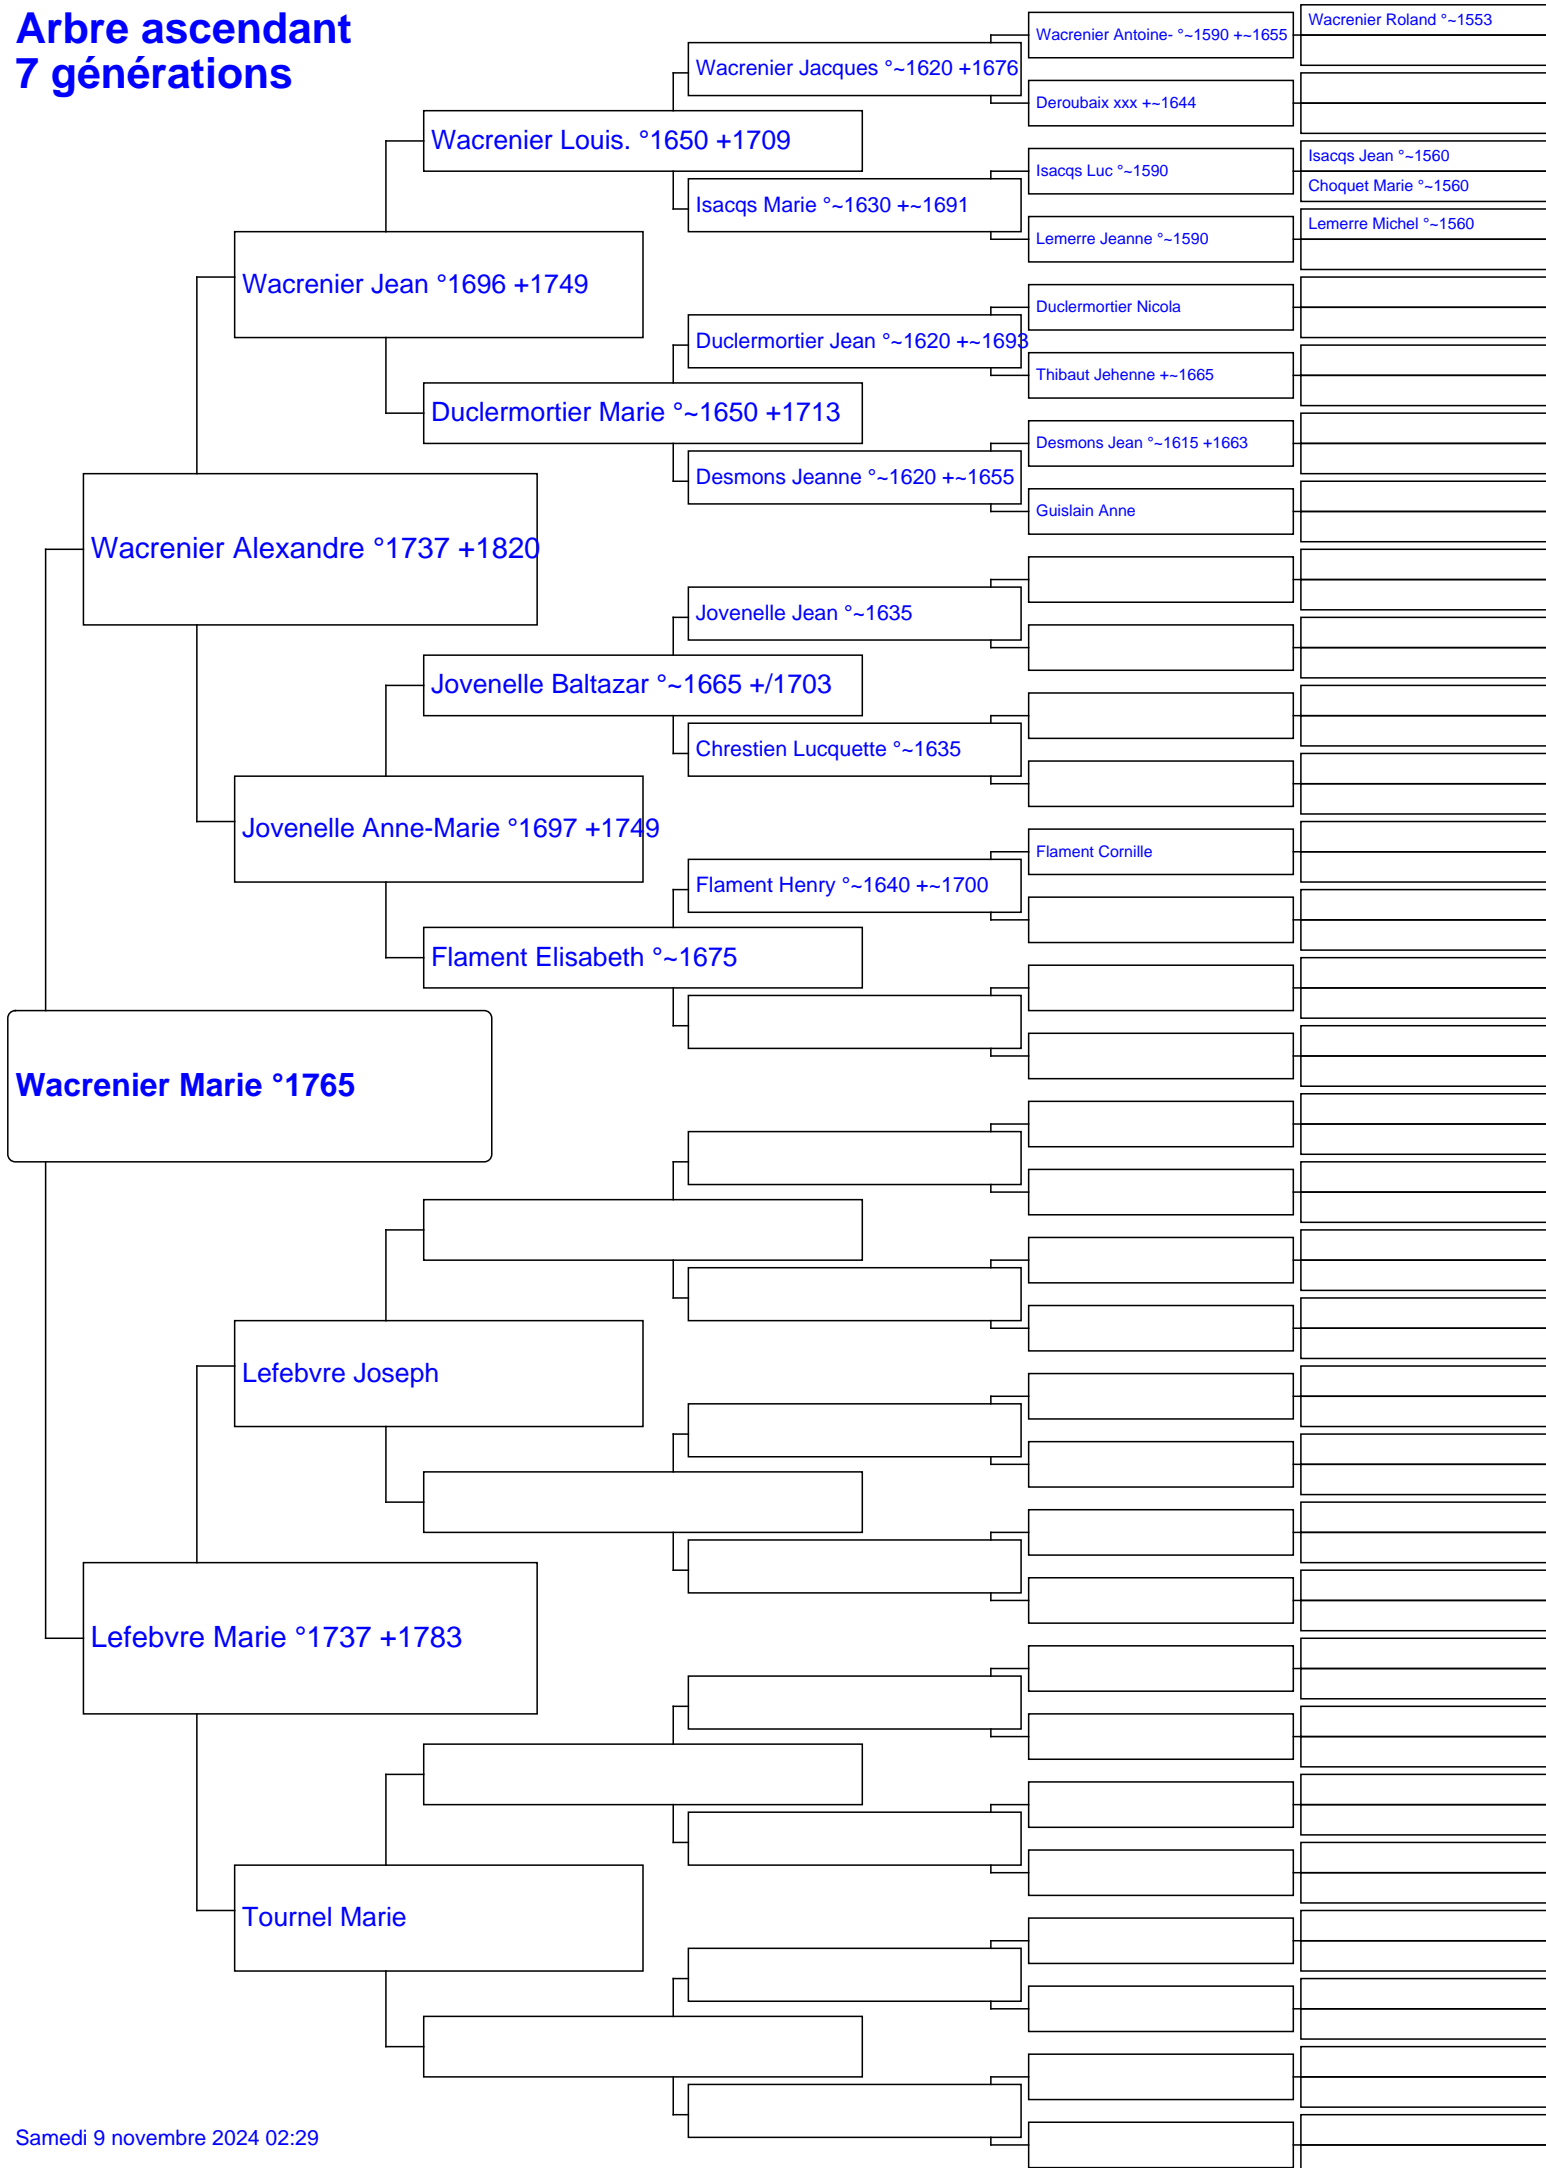 Arbre ascendant
7 générations
Wacrenier Roland °~1553
Wacrenier Antoine- °~1590 +~1655
Wacrenier Jacques °~1620 +1676
Deroubaix xxx +~1644
Wacrenier Louis. °1650 +1709
Isacqs Jean °~1560
Isacqs Luc °~1590
Choquet Marie °~1560
Isacqs Marie °~1630 +~1691
Lemerre Michel °~1560
Lemerre Jeanne °~1590
Wacrenier Jean °1696 +1749
Duclermortier Nicola
Duclermortier Jean °~1620 +~1693
Thibaut Jehenne +~1665
Duclermortier Marie °~1650 +1713
Desmons Jean °~1615 +1663
Desmons Jeanne °~1620 +~1655
Guislain Anne
Wacrenier Alexandre °1737 +1820
Jovenelle Jean °~1635
Jovenelle Baltazar °~1665 +/1703
Chrestien Lucquette °~1635
Jovenelle Anne-Marie °1697 +1749
Flament Cornille
Flament Henry °~1640 +~1700
Flament Elisabeth °~1675
Wacrenier Marie °1765
Lefebvre Joseph
Lefebvre Marie °1737 +1783
Tournel Marie
Samedi 9 novembre 2024 02:29